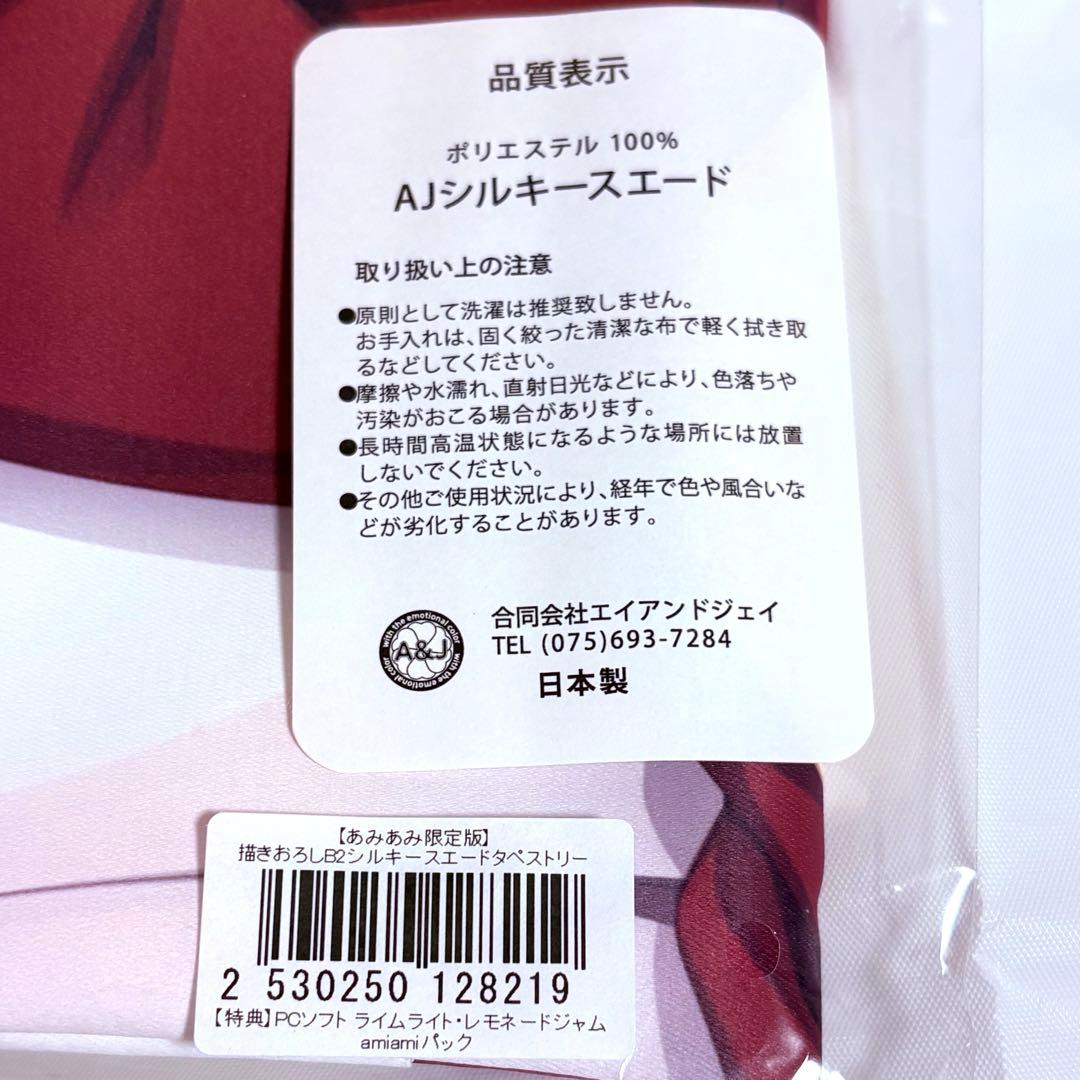 品質表示
ポリエステル 100%
AJシルキースエード
取り扱い上の注意
●原則として洗濯は推奨致しません。
お手入れは、固く絞った清潔な布で軽く拭き取
るなどしてください。
●摩擦や水濡れ、直射日光などにより、色落ちや
汚染がおこる場合があります。
●長時間高温状態になるような場所には放置
しないでください。
●その他ご使用状況により、経年で色や風合いな
どが劣化することがあります。
with the emotional color
A&J
with the emotional color
合同会社エイアンドジェイ
TEL (075)693-7284
日本製
【あみあみ限定版】
描きおろしB2シルキースエードタペストリー
2 530250 128219
【特典】PCソフト ライムライト・レモネードジャム
amiamiパック